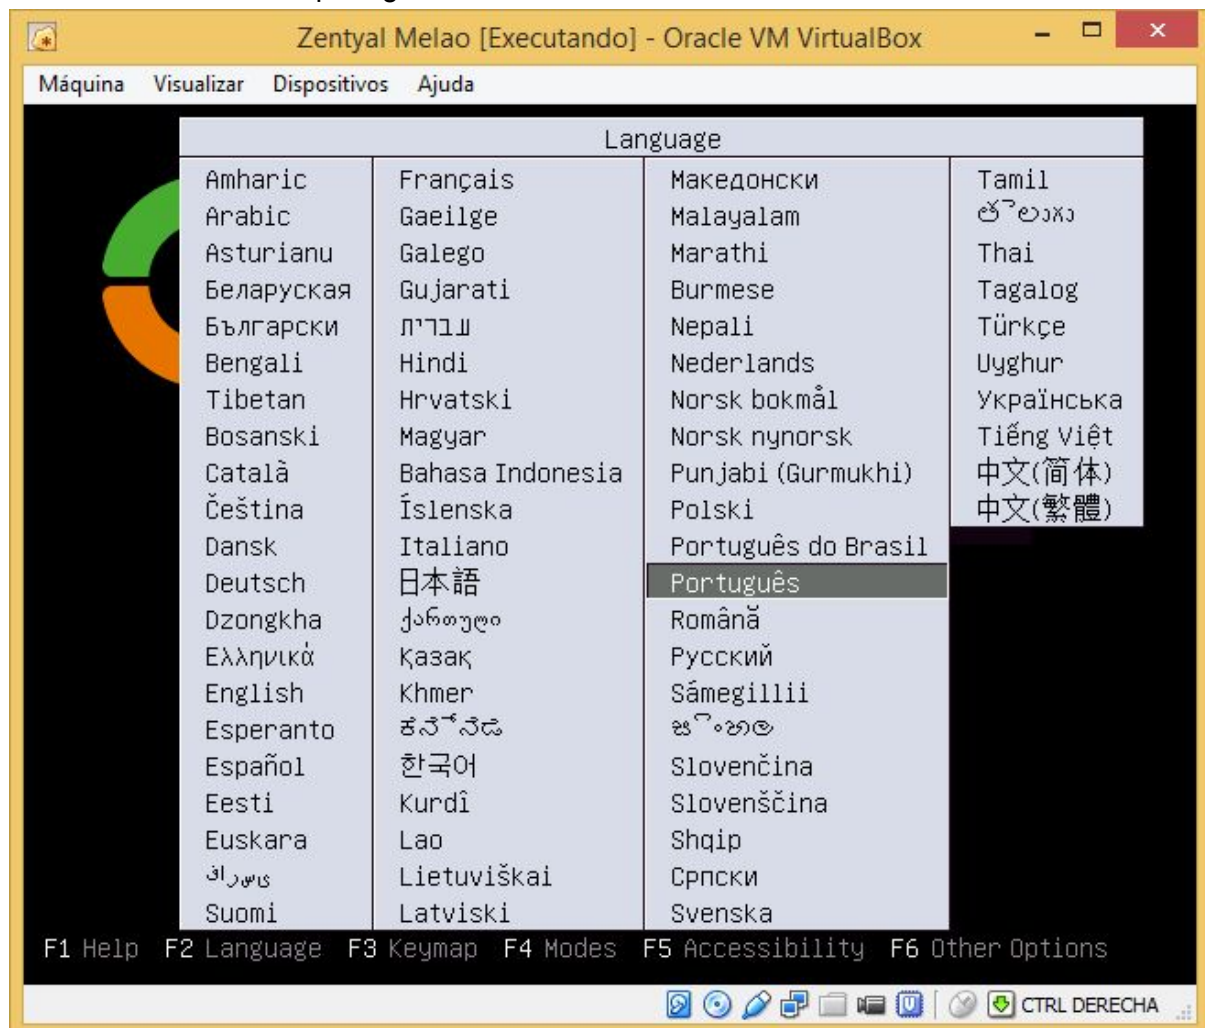 Zentyal Melao [Executando] - Oracle VM VirtualBox
Máquina Visualizar Dispositivos Ajuda
Language
Amharic
Arabic
Asturianu
Беларуская
Български
Bengali
Tibetan
Bosanski
Català
Čeština
Dansk
Deutsch
Dzongkha
Ελληνικά
English
Esperanto
Español
Eesti
Euskara
فارسی
Suomi
Français
Gaeilge
Galego
Gujarati
עברית
Hindi
Hrvatski
Magyar
Bahasa Indonesia
Íslenska
Italiano
日本語
ქართული
Қазақ
Khmer
ಕನ್ನಡ
한국어
Kurdî
Lao
Lietuviškai
Latviski
Македонски
Malayalam
Marathi
Burmese
Nepali
Nederlands
Norsk bokmål
Norsk nynorsk
Punjabi (Gurmukhi)
Polski
Português do Brasil
Português
Română
Русский
Sámegillii
සිංහල
Slovenčina
Slovenščina
Shqip
Српски
Svenska
Tamil
తెలుగు
Thai
Tagalog
Türkçe
Uyghur
Українська
Tiếng Việt
中文(简体)
中文(繁體)
F1 Help F2 Language F3 Keymap F4 Modes F5 Accessibility F6 Other Options
CTRL DERECHA